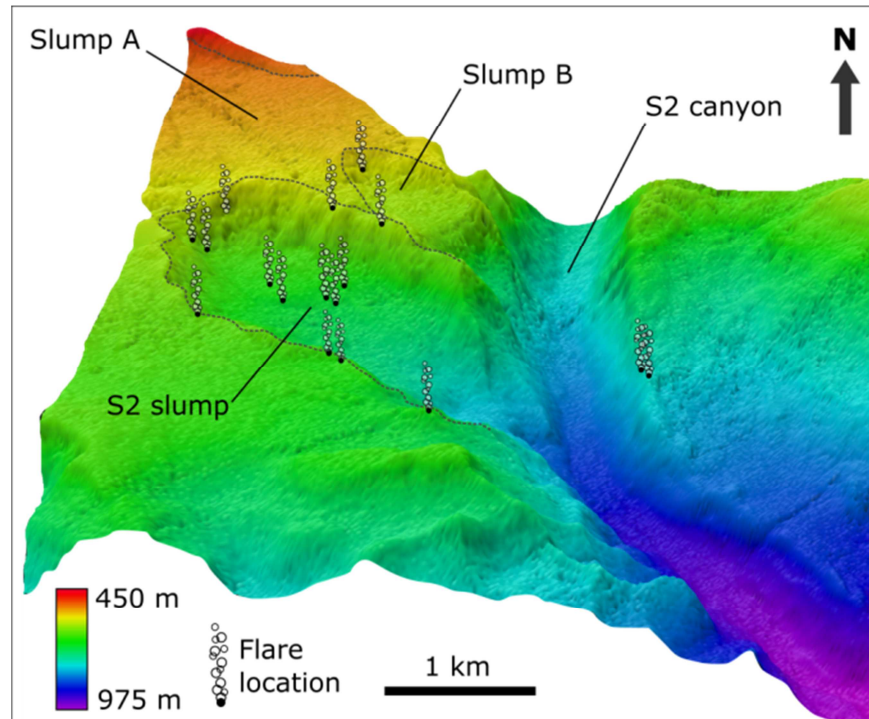 Slump A
Slump B
N
S2 canyon
S2 slump
450 m
975 m
Flare
location
1 km